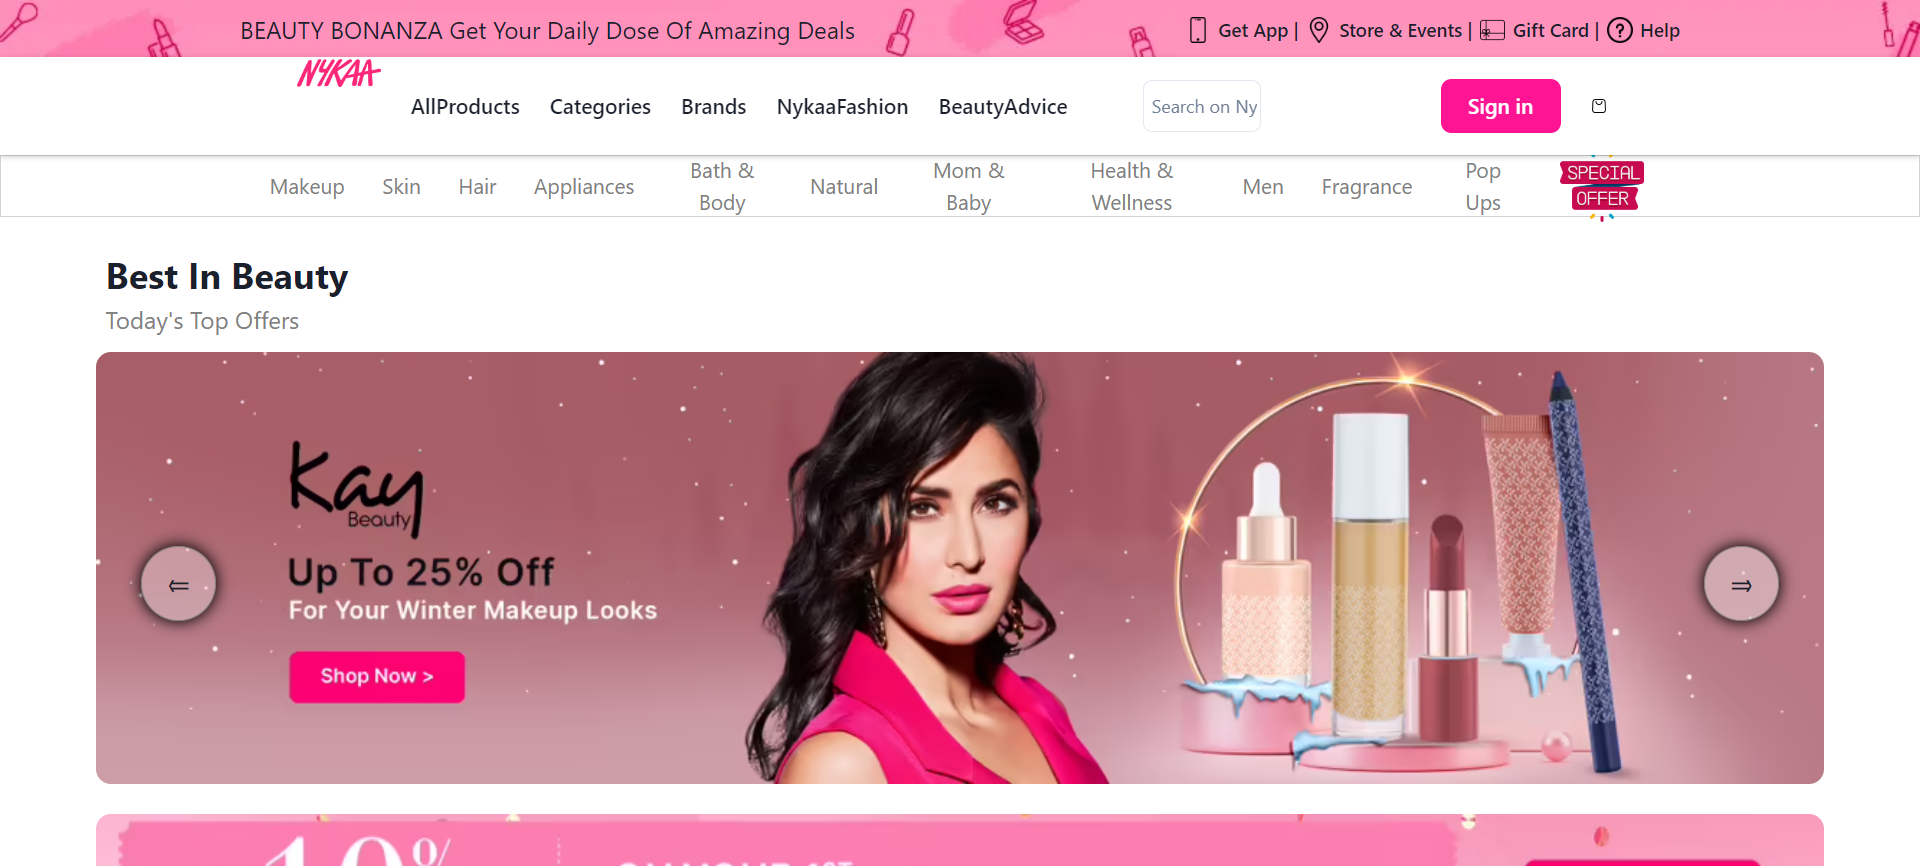 BEAUTY BONANZA Get Your Daily Dose Of Amazing Deals
Get App | Store & Events | Gift Card | Help
NYKAA
AllProducts Categories Brands NykaaFashion BeautyAdvice
Search on Ny
Sign in
Makeup Skin Hair Appliances Bath & Body Natural Mom & Baby Health & Wellness Men Fragrance Pop Ups
SPECIAL
OFFER
Best In Beauty
Today's Top Offers
Kay
Beauty
Up To 25% Off
For Your Winter Makeup Looks
Shop Now >
⇐
⇒
10%